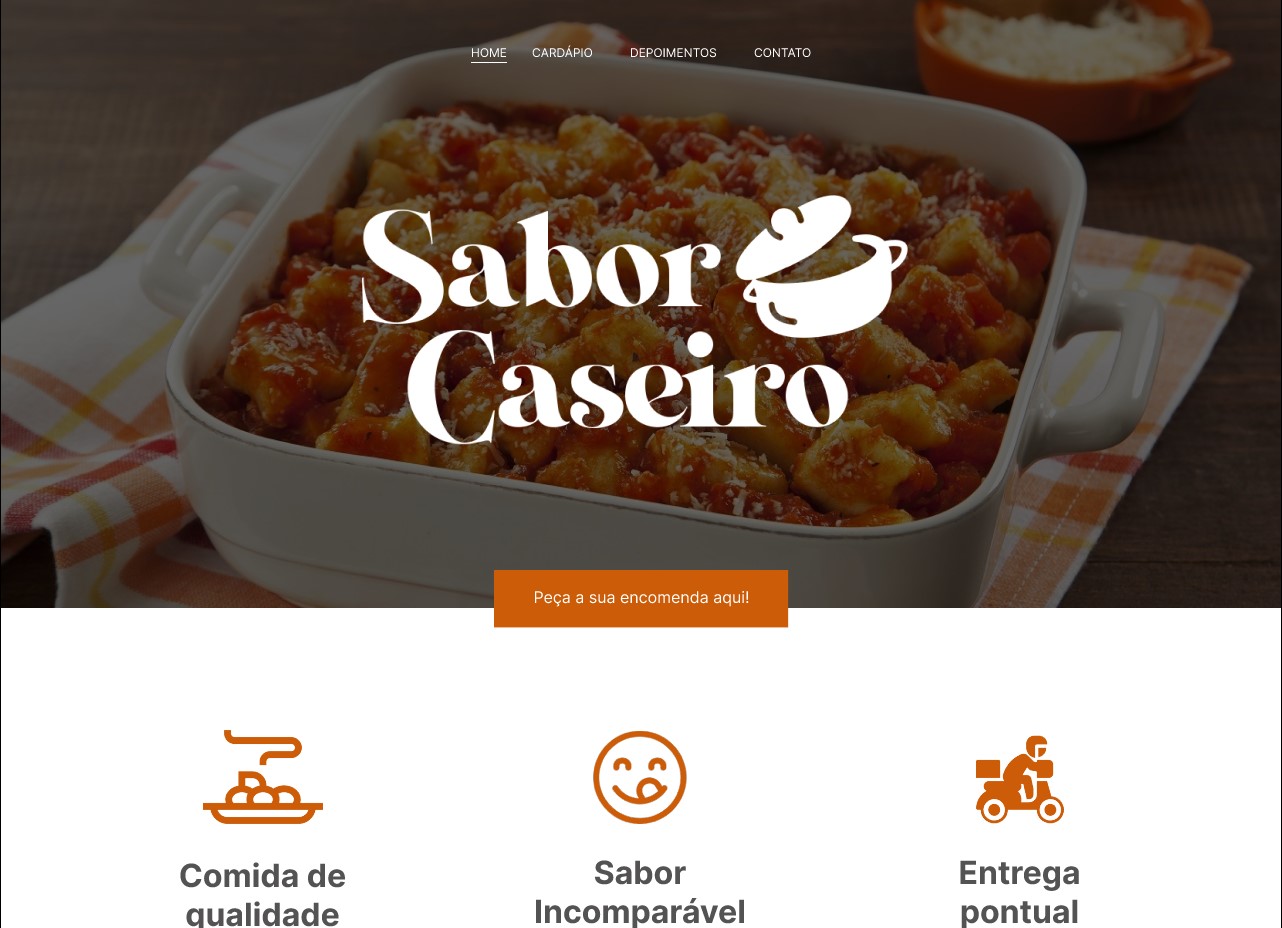 HOME CARDÁPIO DEPOIMENTOS CONTATO
Sabor
Caseiro
Peça a sua encomenda aqui!
Comida de
qualidade
Sabor
Incomparável
Entrega
pontual